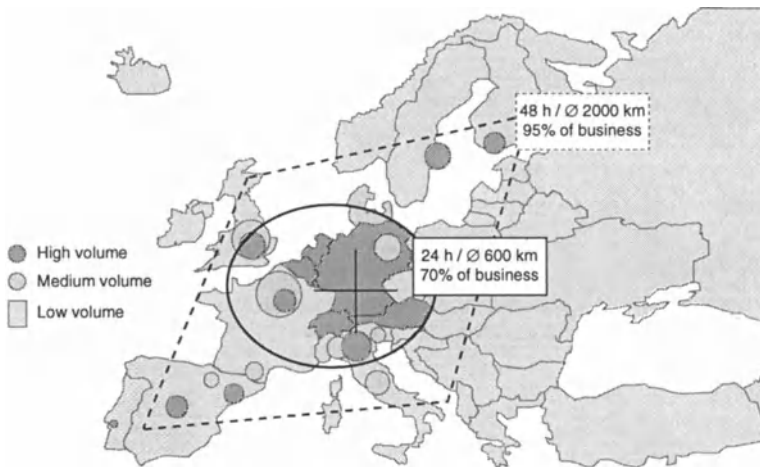 48 h / Ø 2000 km
95% of business
High volume
Medium volume
Low volume
24 h / Ø 600 km
70% of business